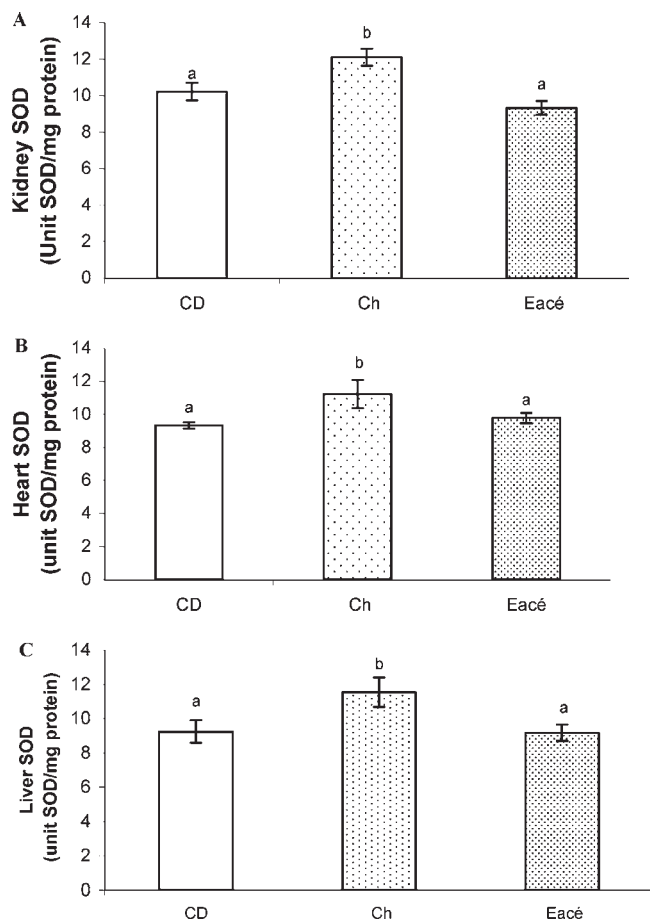 A
Kidney SOD
(Unit SOD/mg protein)
14
12
10
8
6
4
2
0
a
b
a
CD
Ch
Eacé
B
Heart SOD
(unit SOD/mg protein)
14
12
10
8
6
4
2
0
a
b
a
CD
Ch
Eacé
C
Liver SOD
(unit SOD/mg protein)
14
12
10
8
6
4
2
0
a
b
a
CD
Ch
Eacé